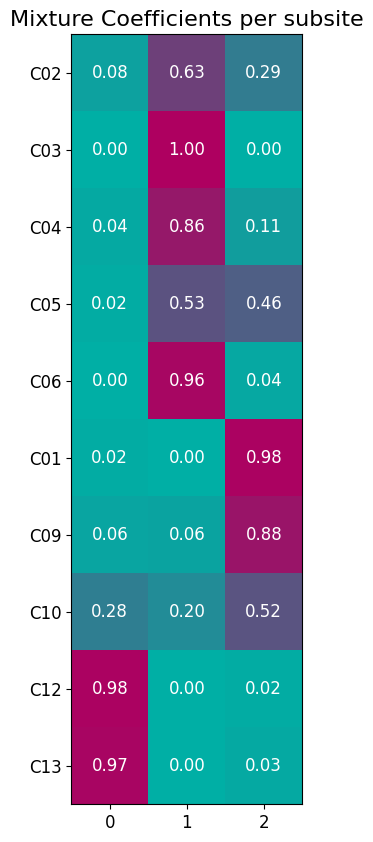 Mixture Coefficients per subsite
C02 0.08 0.63 0.29
C03 0.00 1.00 0.00
C04 0.04 0.86 0.11
C05 0.02 0.53 0.46
C06 0.00 0.96 0.04
C01 0.02 0.00 0.98
C09 0.06 0.06 0.88
C10 0.28 0.20 0.52
C12 0.98 0.00 0.02
C13 0.97 0.00 0.03
0 1 2